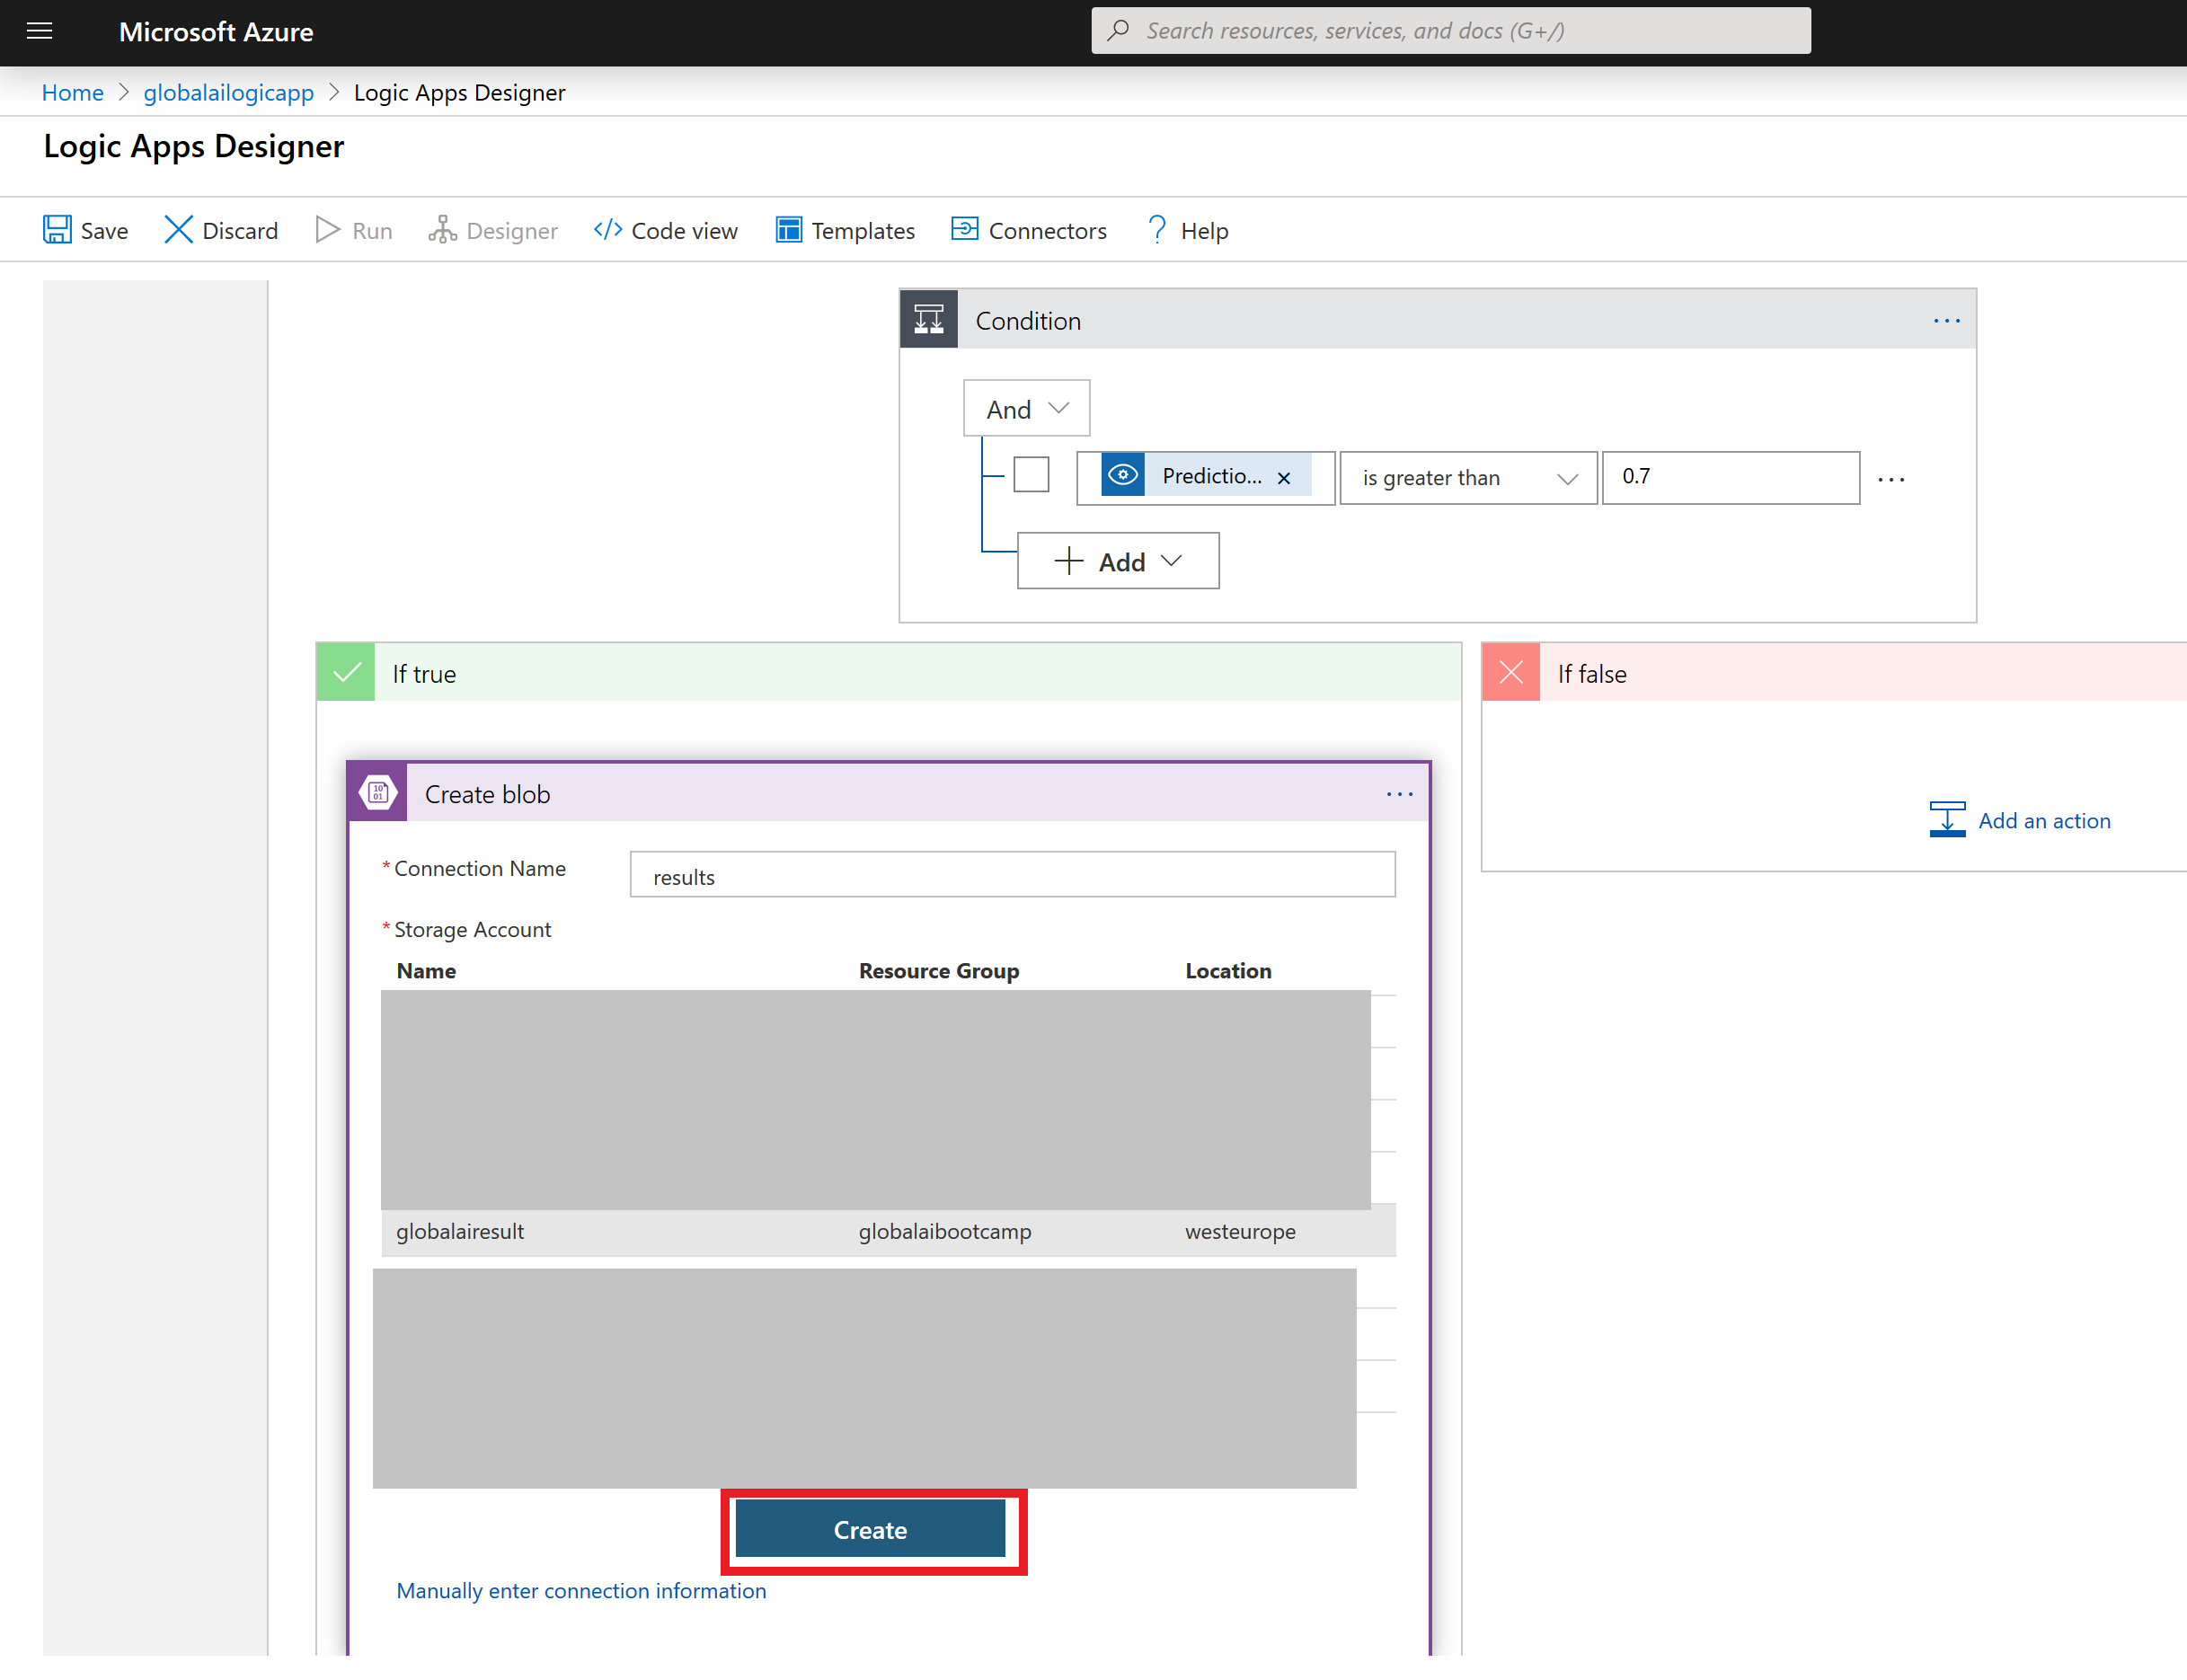 Microsoft Azure
Search resources, services, and docs (G+/)
Home > globalailogicapp > Logic Apps Designer
Logic Apps Designer
Save Discard Run Designer </> Code view Templates Connectors ? Help
Condition ...
And
Predictio... × is greater than 0.7 ...
+ Add
If true
If false
Create blob ...
Add an action
* Connection Name results
* Storage Account
Name Resource Group Location
globalairesult globalaibootcamp westeurope
Create
Manually enter connection information